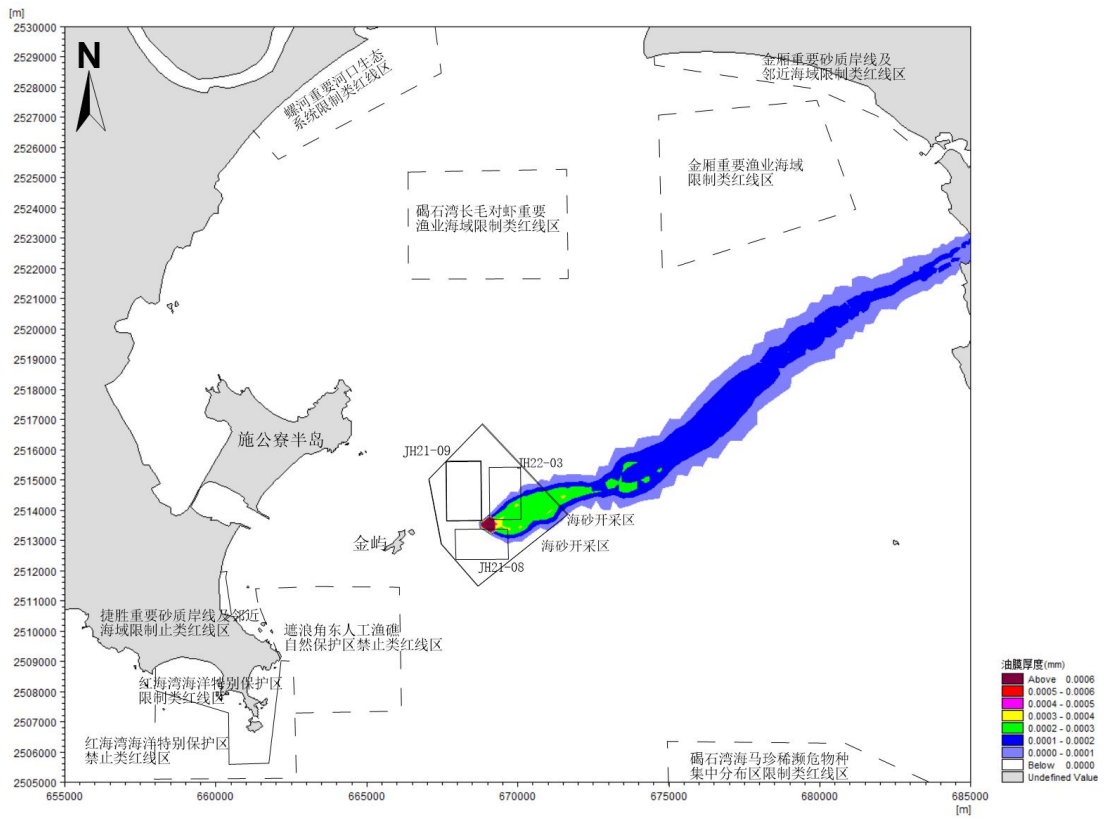 [m]
2530000
2529000
2528000
2527000
2526000
2525000
2524000
2523000
2522000
2521000
2520000
2519000
2518000
2517000
2516000
2515000
2514000
2513000
2512000
2511000
2510000
2509000
2508000
2507000
2506000
2505000
N
螺河重要河口生态
系统限制类红线区
金厢重要砂质岸线及
邻近海域限制类红线区
金厢重要渔业海域
限制类红线区
碣石湾长毛对虾重要
渔业海域限制类红线区
施公寮半岛
JH21-09
JH22-03
海砂开采区
金屿
海砂开采区
JH21-08
捷胜重要砂质岸线及邻近
海域限制止类红线区
遮浪角东人工渔礁
自然保护区禁止类红线区
红海湾海洋特别保护区
限制类红线区
红海湾海洋特别保护区
禁止类红线区
碣石湾海马珍稀濒危物种
集中分布区限制类红线区
油膜厚度(mm)
Above 0.0006
0.0005 - 0.0006
0.0004 - 0.0005
0.0003 - 0.0004
0.0002 - 0.0003
0.0001 - 0.0002
0.0000 - 0.0001
Below 0.0000
Undefined Value
655000
660000
665000
670000
675000
680000
685000
[m]